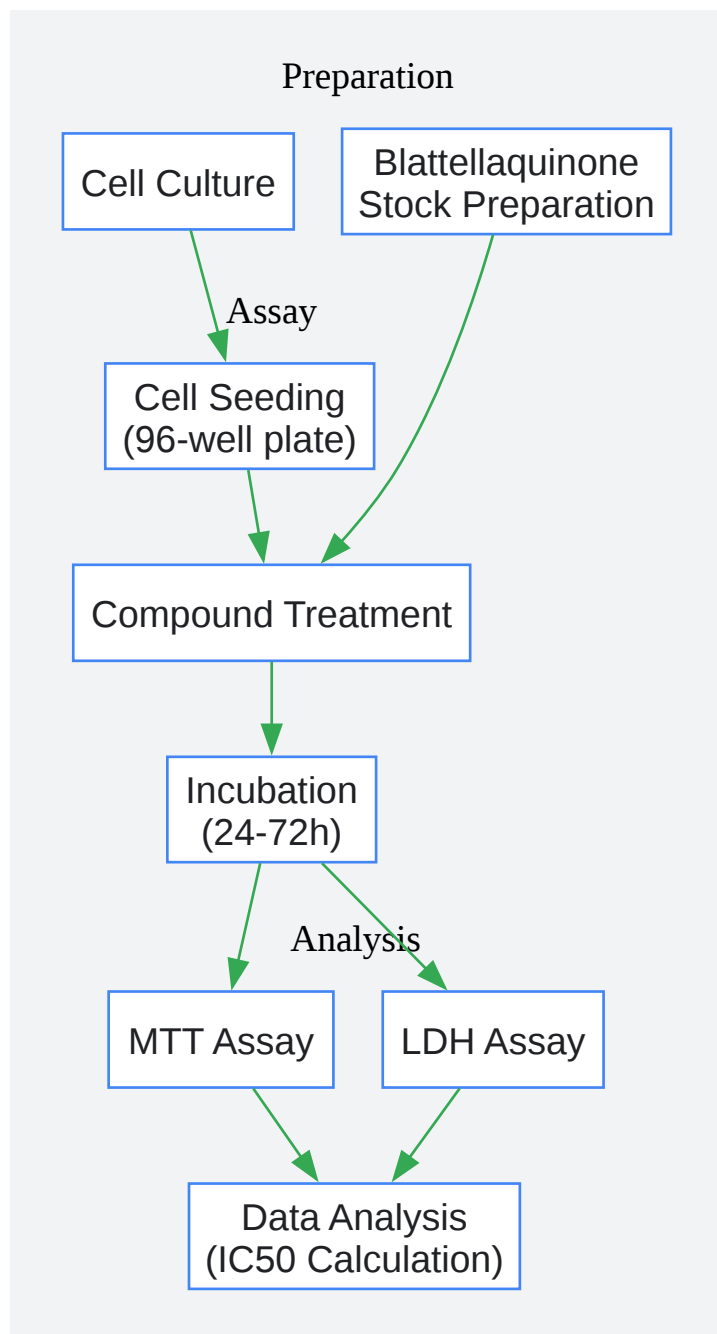 Preparation
Cell Culture
Blattellaquinone
Stock Preparation
Assay
Cell Seeding
(96-well plate)
Compound Treatment
Incubation
(24-72h)
Analysis
MTT Assay
LDH Assay
Data Analysis
(IC50 Calculation)